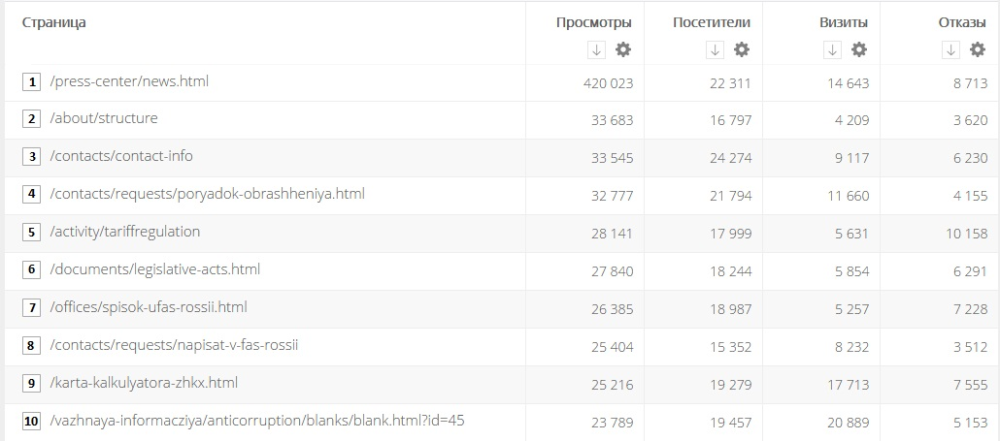 Страница Просмотры Посетители Визиты Отказы
1 /press-center/news.html 420 023 22 311 14 643 8 713
2 /about/structure 33 683 16 797 4 209 3 620
3 /contacts/contact-info 33 545 24 274 9 117 6 230
4 /contacts/requests/poryadok-obrashheniya.html 32 777 21 794 11 660 4 155
5 /activity/tariffregulation 28 141 17 999 5 631 10 158
6 /documents/legislative-acts.html 27 840 18 244 5 854 6 291
7 /offices/spisok-ufas-rossii.html 26 385 18 987 5 257 7 228
8 /contacts/requests/napisat-v-fas-rossii 25 404 15 352 8 232 3 512
9 /karta-kalkulyatora-zhkx.html 25 216 19 279 17 713 7 555
10 /vazhnaya-informacziya/anticorruption/blanks/blank.html?id=45 23 789 19 457 20 889 5 153